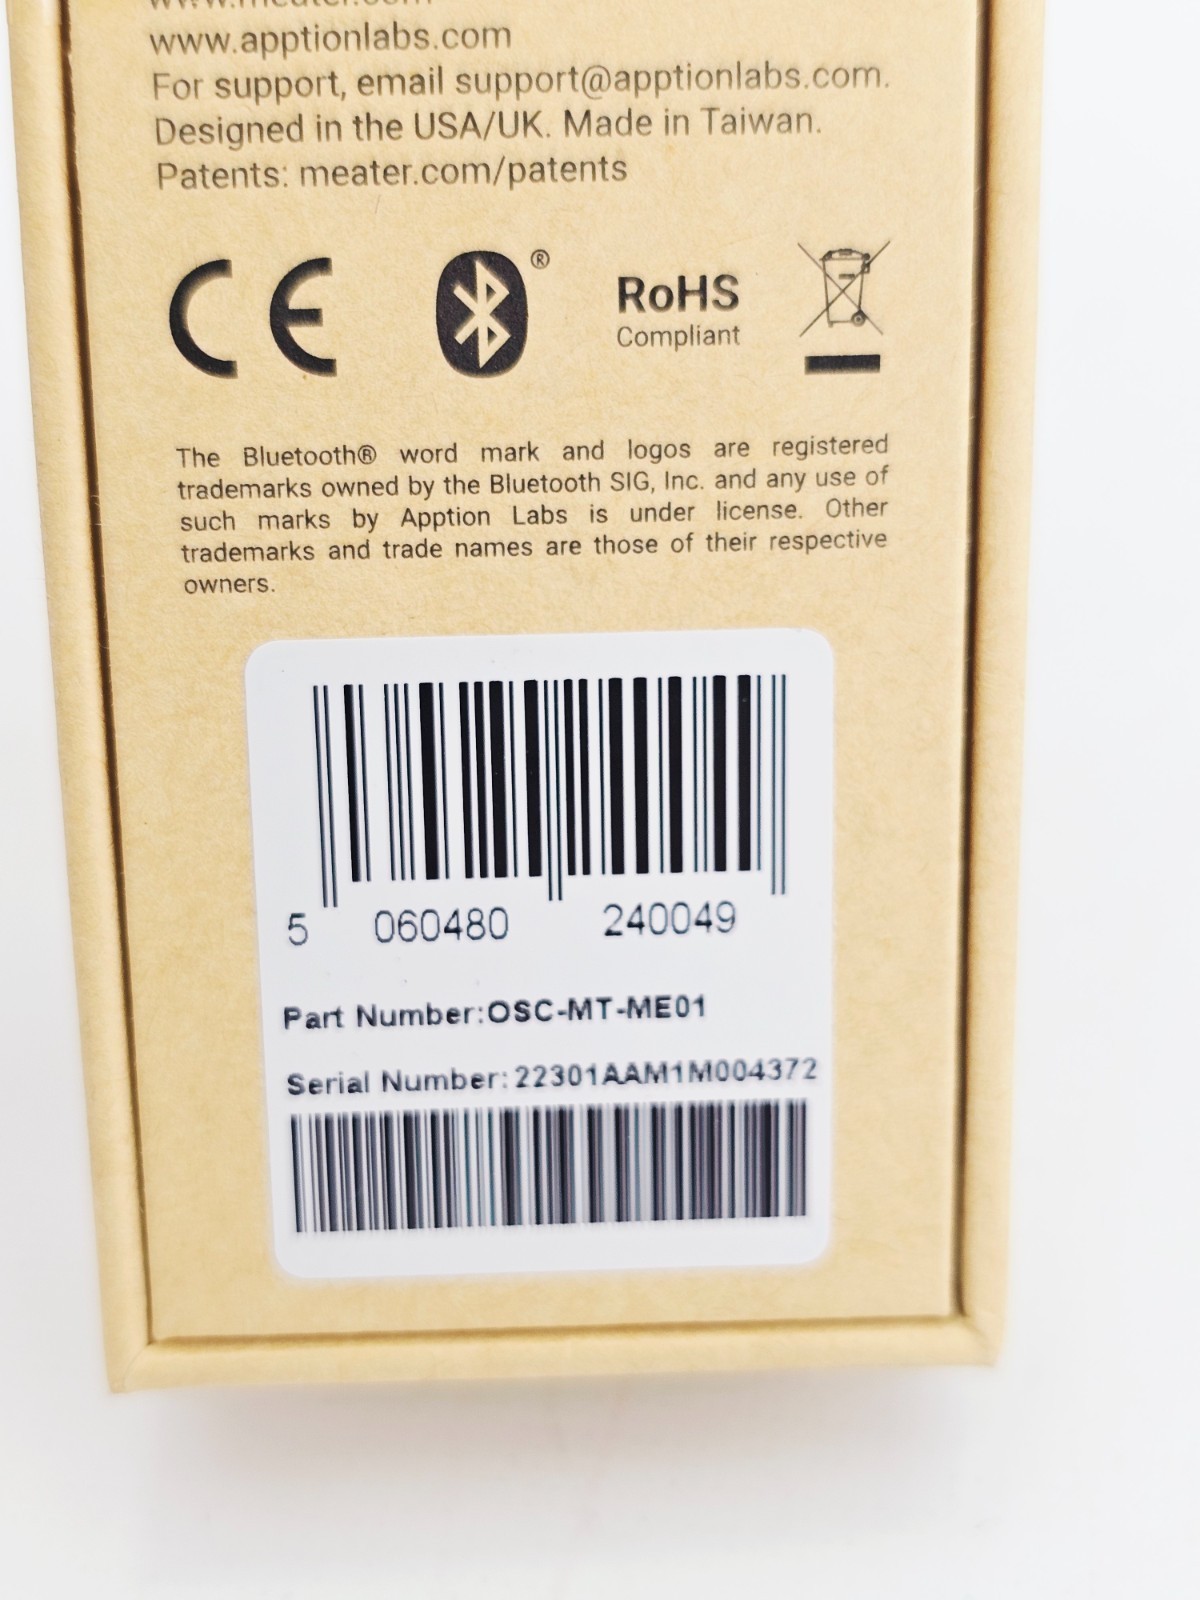 www.meater.com
www.apptionlabs.com
For support, email support@apptionlabs.com.
Designed in the USA/UK. Made in Taiwan.
Patents: meater.com/patents
CE
®
RoHS
Compliant
The Bluetooth® word mark and logos are registered
trademarks owned by the Bluetooth SIG, Inc. and any use of
such marks by Apption Labs is under license. Other
trademarks and trade names are those of their respective
owners.
5 060480 240049
Part Number:OSC-MT-ME01
Serial Number:22301AAM1M004372